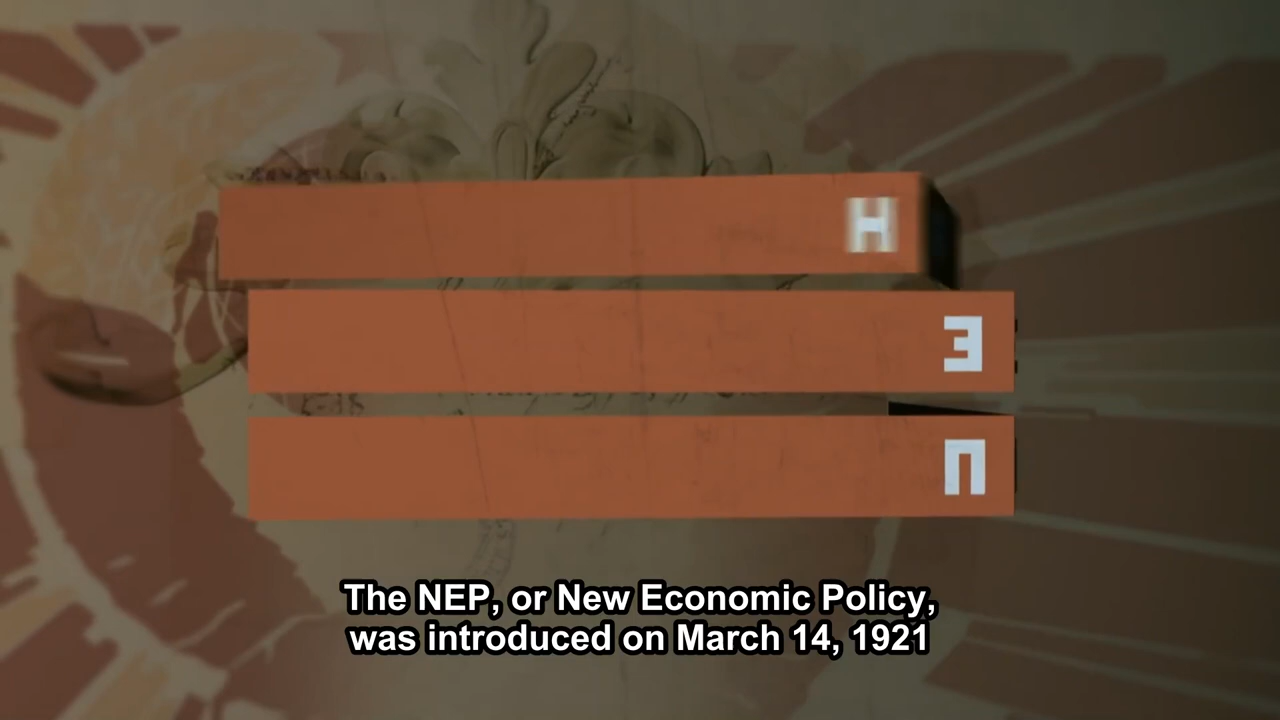 Н
Э
П
The NEP, or New Economic Policy,
was introduced on March 14, 1921